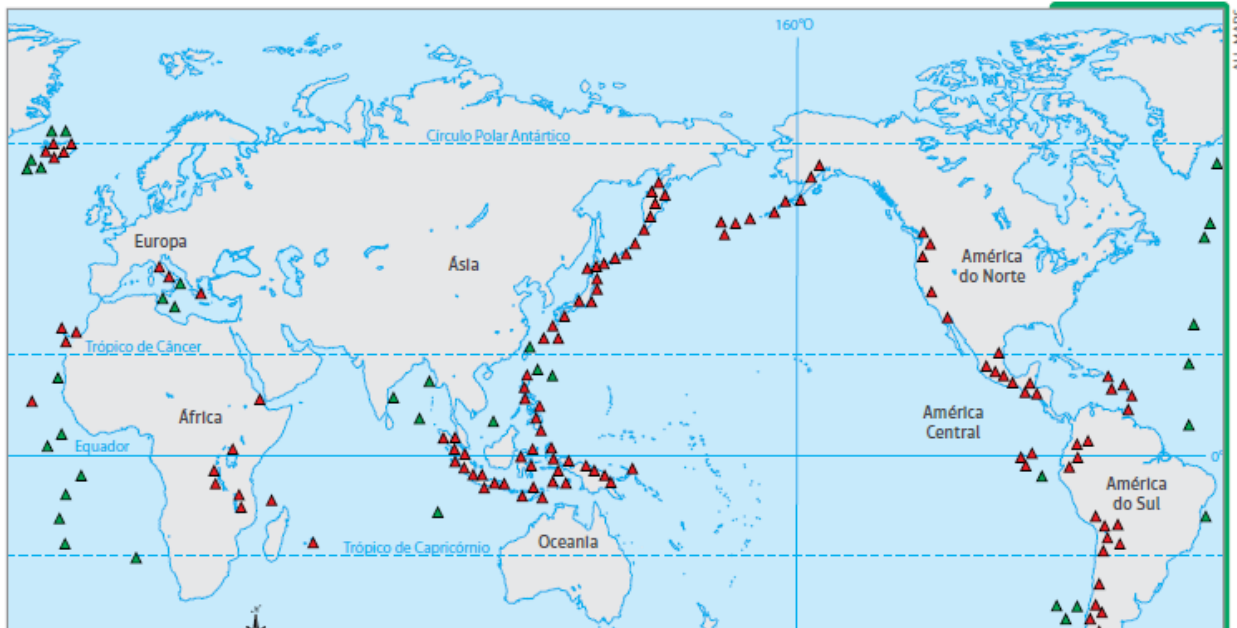 160°O
Círculo Polar Antártico
Europa
Ásia
América
do Norte
Trópico de Câncer
África
América
Central
Equador
0°
América
do Sul
Trópico de Capricórnio
Oceania